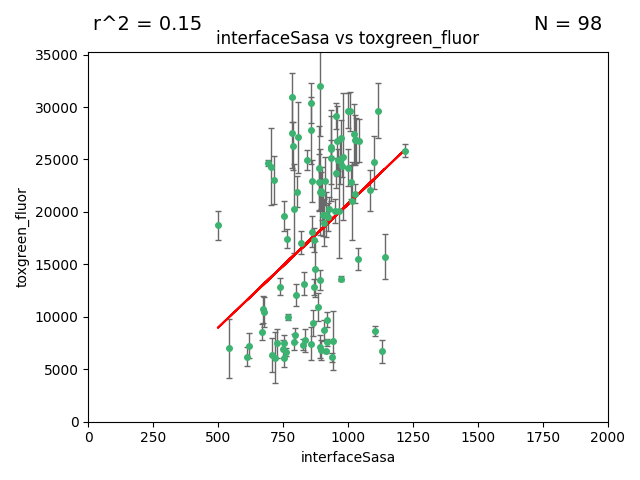 r^2 = 0.15
N = 98
interfaceSasa vs toxgreen_fluor
35000
30000
25000
20000
15000
10000
5000
0
toxgreen_fluor
0 250 500 750 1000 1250 1500 1750 2000
interfaceSasa